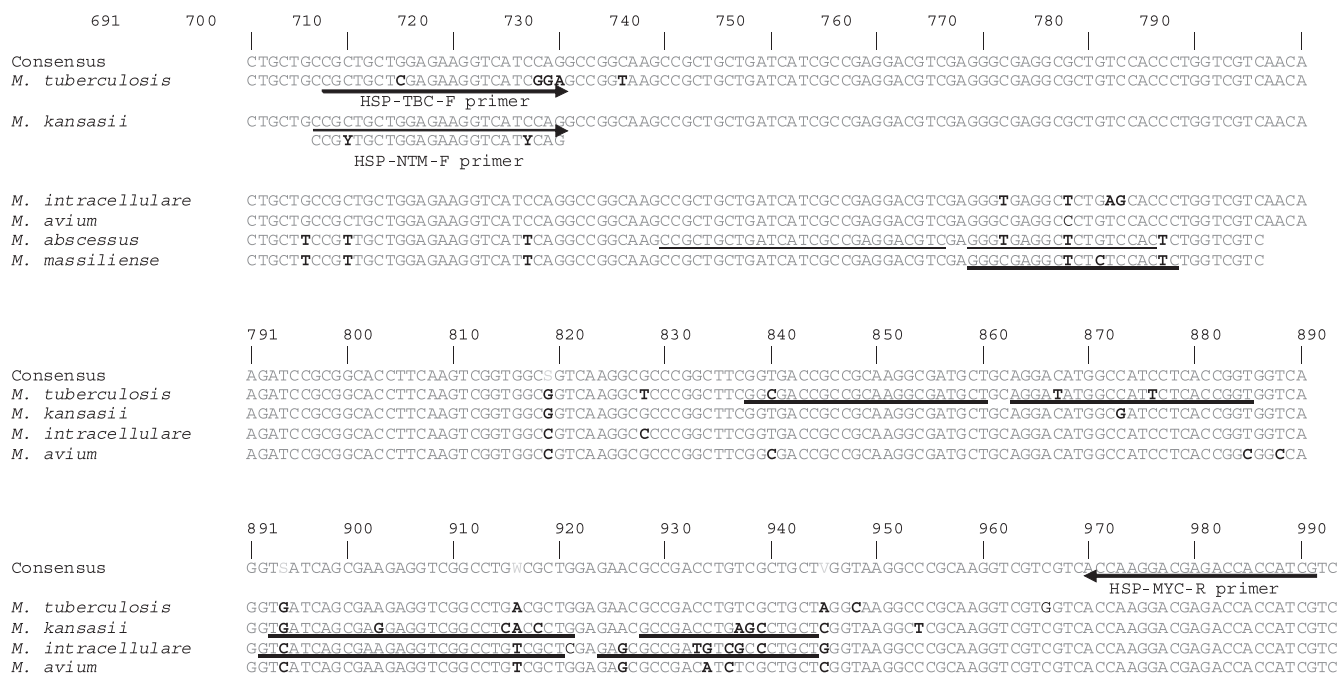 691 700 710 720 730 740 750 760 770 780 790
Consensus CTGCTGCCGCTGCTGGAGAAGGTCATCCAGGCCGGCAAGCCGCTGCTGATCATCGCCGAGGACGTCGAGGGCGAGGCGCTGTCCACCCTGGTCGTCAACA
M. tuberculosis CTGCTGCCGCTGCTCGAGAAGGTCATCGGAGCCGGTAAGCCGCTGCTGATCATCGCCGAGGACGTCGAGGGCGAGGCGCTGTCCACCCTGGTCGTCAACA
HSP-TBC-F primer
M. kansasii CTGCTGCCGCTGCTGGAGAAGGTCATCCAGGCCGGCAAGCCGCTGCTGATCATCGCCGAGGACGTCGAGGGCGAGGCGCTGTCCACCCTGGTCGTCAACA
CCGYTGCTGGAGAAGGTCATYCAG
HSP-NTM-F primer
M. intracellulare CTGCTGCCGCTGCTGGAGAAGGTCATCCAGGCCGGCAAGCCGCTGCTGATCATCGCCGAGGACGTCGAGGGTGAGGCTCTGAGCACCCTGGTCGTCAACA
M. avium CTGCTGCCGCTGCTGGAGAAGGTCATCCAGGCCGGCAAGCCGCTGCTGATCATCGCCGAGGACGTCGAGGGCGAGGCCCTGTCCACCCTGGTCGTCAACA
M. abscessus CTGCTTCCGTTGCTGGAGAAGGTCATTCAGGCCGGCAAGCCGCTGCTGATCATCGCCGAGGACGTCGAGGGTGAGGCTCTGTCCACTCTGGTCGTC
M. massiliense CTGCTTCCGTTGCTGGAGAAGGTCATTCAGGCCGGCAAGCCGCTGCTGATCATCGCCGAGGACGTCGAGGGCGAGGCTCTCTCCACTCTGGTCGTC
791 800 810 820 830 840 850 860 870 880 890
Consensus AGATCCGCGGCACCTTCAAGTCGGTGGCSGTCAAGGCGCCCGGCTTCGGTGACCGCCGCAAGGCGATGCTGCAGGACATGGCCATCCTCACCGGTGGTCA
M. tuberculosis AGATCCGCGGCACCTTCAAGTCGGTGGCGGTCAAGGCTCCCGGCTTCGGCGACCGCCGCAAGGCGATGCTGCAGGATATGGCCATTCTCACCGGTGGTCA
M. kansasii AGATCCGCGGCACCTTCAAGTCGGTGGCGGTCAAGGCGCCCGGCTTCGGTGACCGCCGCAAGGCGATGCTGCAGGACATGGCGATCCTCACCGGTGGTCA
M. intracellulare AGATCCGCGGCACCTTCAAGTCGGTGGCCGTCAAGGCCCCCGGCTTCGGTGACCGCCGCAAGGCGATGCTGCAGGACATGGCCATCCTCACCGGTGGTCA
M. avium AGATCCGCGGCACCTTCAAGTCGGTGGCCGTCAAGGCGCCCGGCTTCGGCGACCGCCGCAAGGCGATGCTGCAGGACATGGCCATCCTCACCGGCGGCCA
891 900 910 920 930 940 950 960 970 980 990
Consensus GGTSATCAGCGAAGAGGTCGGCCTGWCGCTGGAGAACGCCGACCTGTCGCTGCTVGGTAAGGCCCGCAAGGTCGTCGTCACCAAGGACGAGACCACCATCGTC
HSP-MYC-R primer
M. tuberculosis GGTGATCAGCGAAGAGGTCGGCCTGACGCTGGAGAACGCCGACCTGTCGCTGCTAGGCAAGGCCCGCAAGGTCGTGGTCACCAAGGACGAGACCACCATCGTC
M. kansasii GGTGATCAGCGAGGAGGTCGGCCTCACCCTGGAGAACGCCGACCTGAGCCTGCTCGGTAAGGCTCGCAAGGTCGTCGTCACCAAGGACGAGACCACCATCGTC
M. intracellulare GGTCATCAGCGAAGAGGTCGGCCTGTCGCTCGAGAGCGCCGATGTCGCCCTGCTGGGTAAGGCCCGCAAGGTCGTCGTCACCAAGGACGAGACCACCATCGTC
M. avium GGTCATCAGCGAAGAGGTCGGCCTGTCGCTGGAGAGCGCCGACATCTCGCTGCTCGGTAAGGCCCGCAAGGTCGTCGTCACCAAGGACGAGACCACCATCGTC